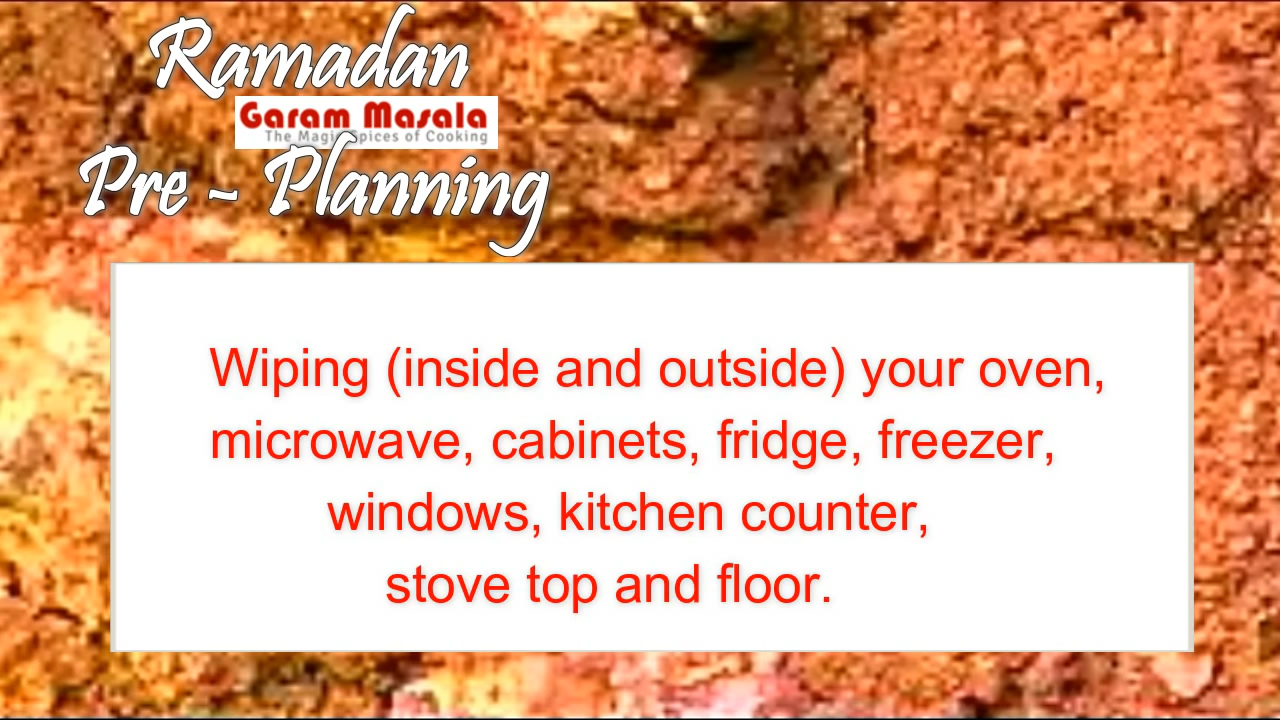 Ramadan
Garam Masala
The Magic Spices of Cooking
Pre - Planning
Wiping (inside and outside) your oven,
microwave, cabinets, fridge, freezer,
windows, kitchen counter,
stove top and floor.